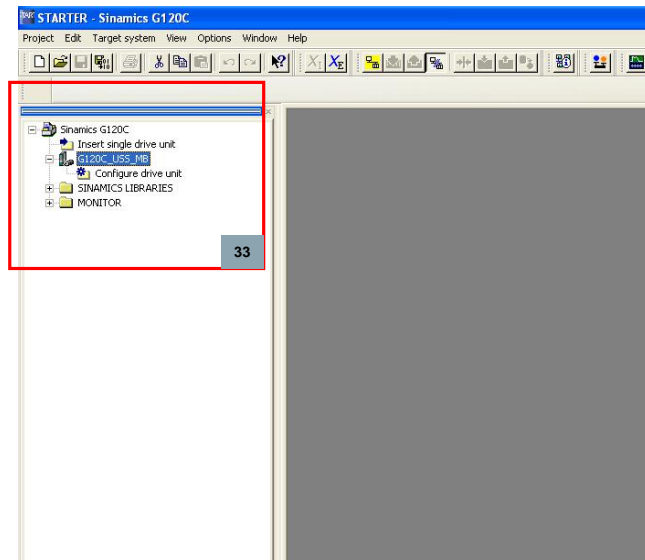 STARTER - Sinamics G120C
Project Edit Target system View Options Window Help
Sinamics G120C
Insert single drive unit
G120C_USS_MB
Configure drive unit
SINAMICS LIBRARIES
MONITOR
33